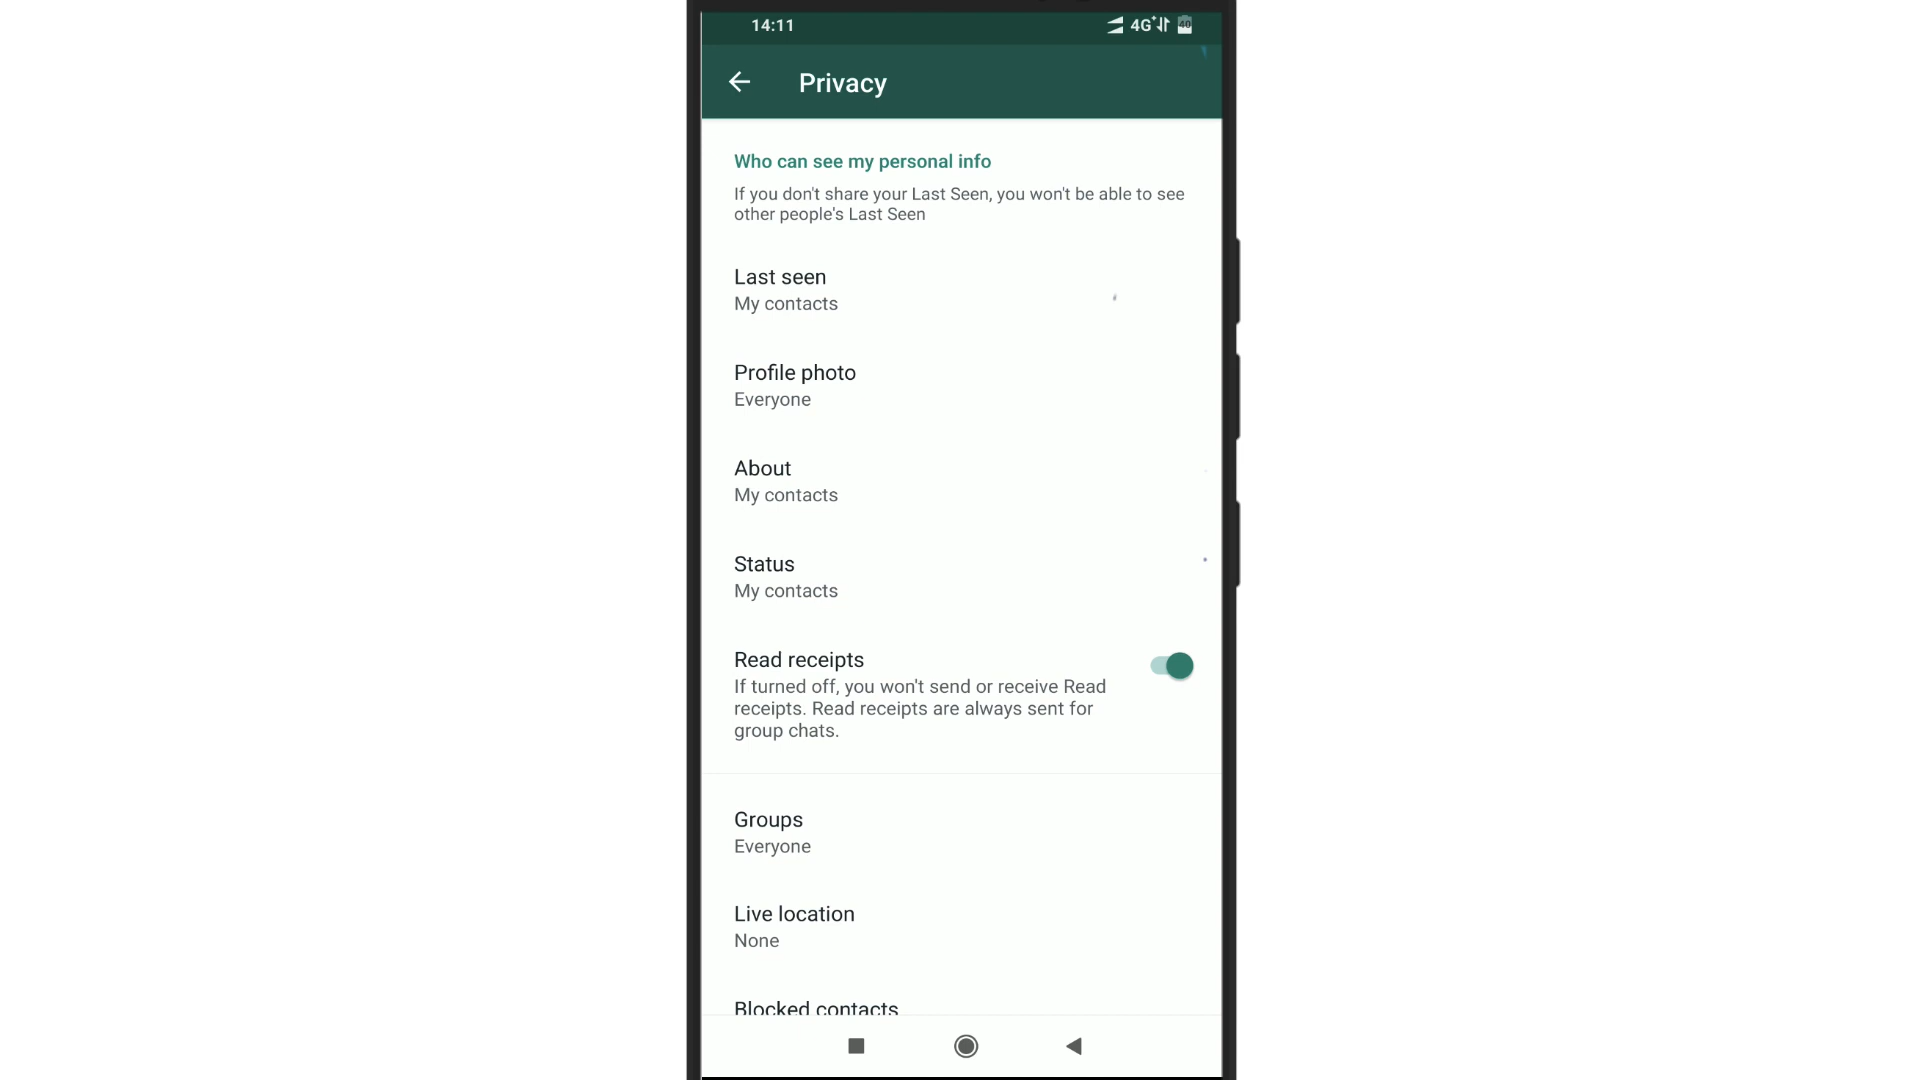 14:11
4G+
40
Privacy
Who can see my personal info
If you don't share your Last Seen, you won't be able to see
other people's Last Seen
Last seen
My contacts
Profile photo
Everyone
About
My contacts
Status
My contacts
Read receipts
If turned off, you won't send or receive Read
receipts. Read receipts are always sent for
group chats.
Groups
Everyone
Live location
None
Blocked contacts